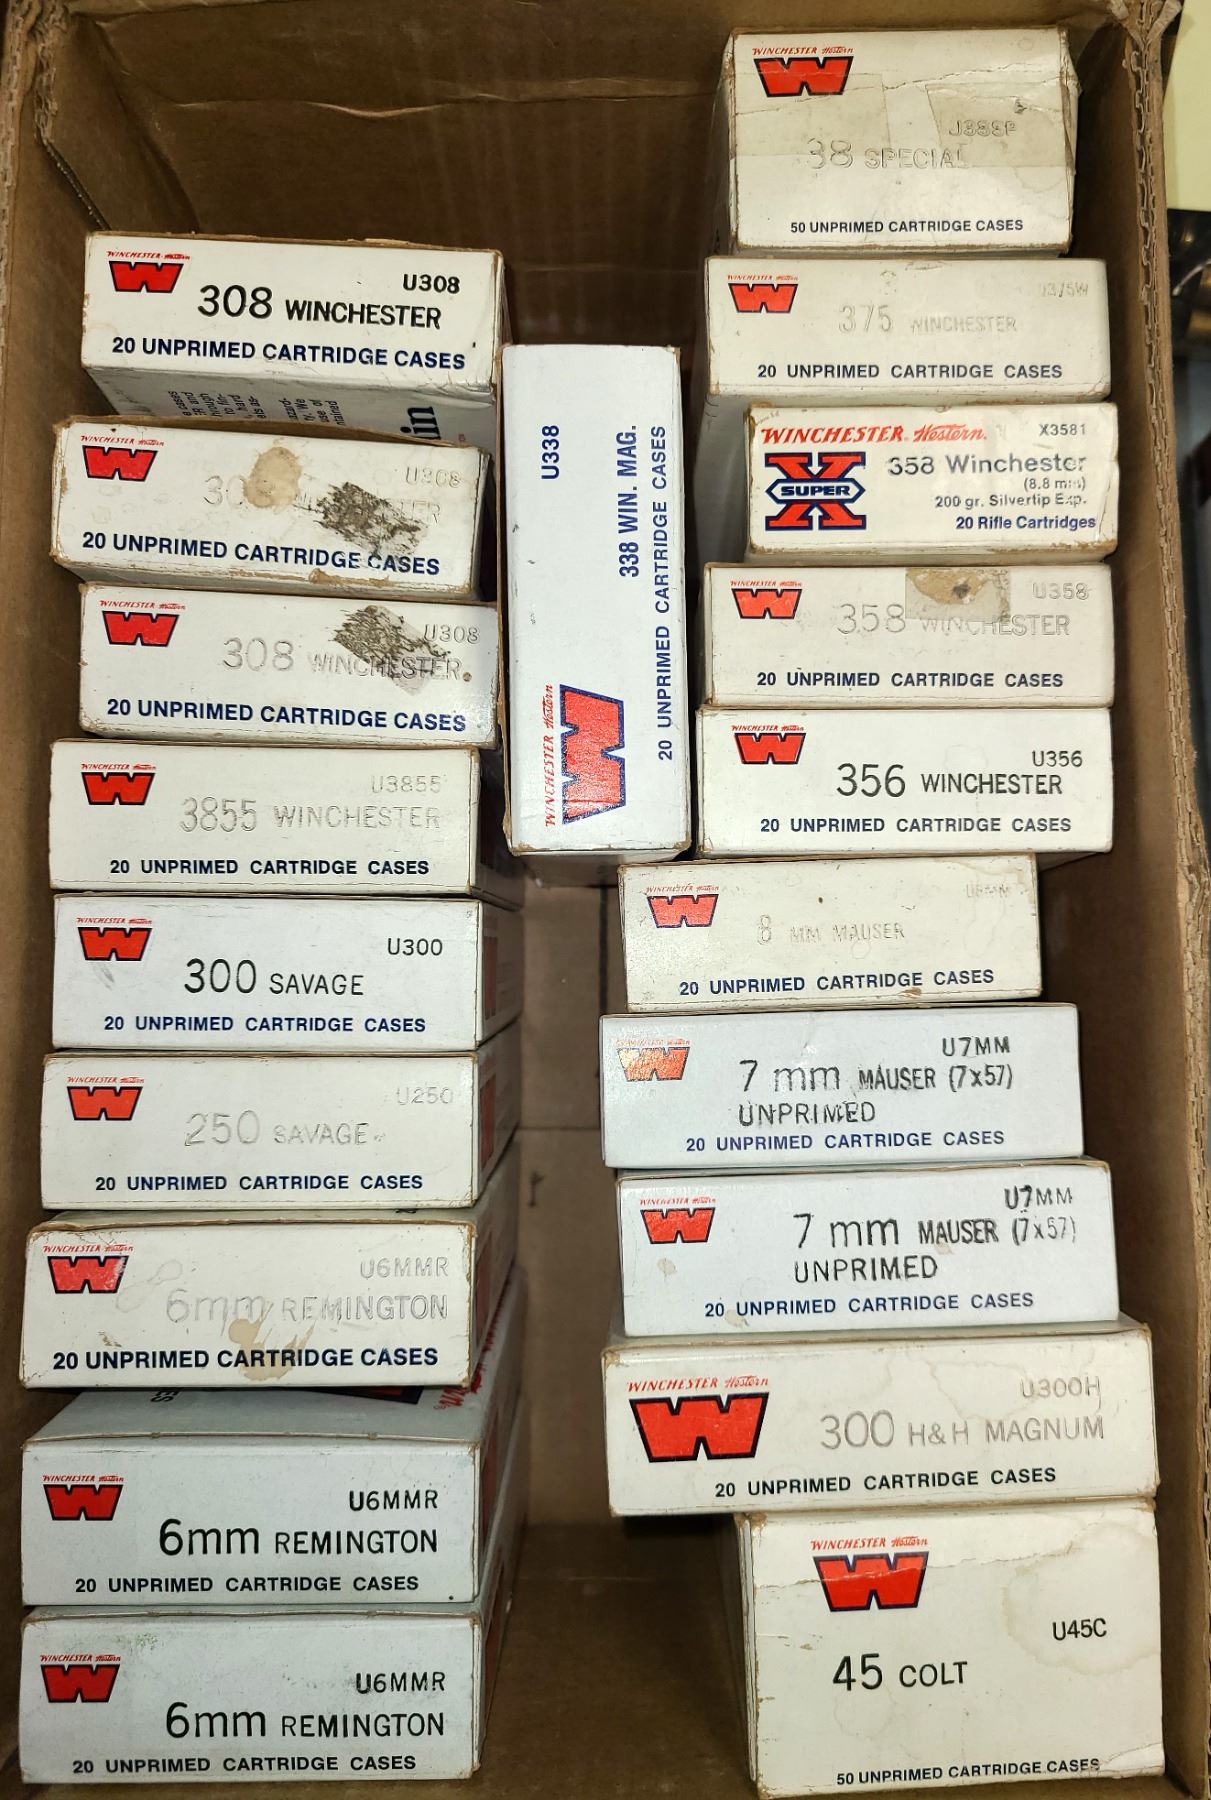 WINCHESTER Western
U308
308 WINCHESTER
20 UNPRIMED CARTRIDGE CASES
WINCHESTER Western
U308
20 UNPRIMED CARTRIDGE CASES
WINCHESTER Western
U308
308 WINCHESTER
20 UNPRIMED CARTRIDGE CASES
WINCHESTER Western
U3855
3855 WINCHESTER
20 UNPRIMED CARTRIDGE CASES
WINCHESTER Western
U300
300 SAVAGE
20 UNPRIMED CARTRIDGE CASES
WINCHESTER Western
U250
250 SAVAGE
20 UNPRIMED CARTRIDGE CASES
WINCHESTER Western
U6MMR
6mm REMINGTON
20 UNPRIMED CARTRIDGE CASES
WINCHESTER Western
U6MMR
6mm REMINGTON
20 UNPRIMED CARTRIDGE CASES
WINCHESTER Western
U6MMR
6mm REMINGTON
20 UNPRIMED CARTRIDGE CASES
U338
338 WIN. MAG.
20 UNPRIMED CARTRIDGE CASES
WINCHESTER Western
WINCHESTER Western
38 SPECIAL
50 UNPRIMED CARTRIDGE CASES
WINCHESTER Western
U375W
375 WINCHESTER
20 UNPRIMED CARTRIDGE CASES
WINCHESTER Western.
X3581
SUPER X
358 Winchester
(8.8 mm)
200 gr. Silvertip Exp.
20 Rifle Cartridges
WINCHESTER Western
U358
358 WINCHESTER
20 UNPRIMED CARTRIDGE CASES
WINCHESTER Western
U356
356 WINCHESTER
20 UNPRIMED CARTRIDGE CASES
WINCHESTER Western
8 MM MAUSER
20 UNPRIMED CARTRIDGE CASES
WINCHESTER Western
U7MM
7 mm MAUSER (7x57)
UNPRIMED
20 UNPRIMED CARTRIDGE CASES
WINCHESTER Western
U7MM
7 mm MAUSER (7x57)
UNPRIMED
20 UNPRIMED CARTRIDGE CASES
WINCHESTER Western
U300H
300 H&H MAGNUM
20 UNPRIMED CARTRIDGE CASES
WINCHESTER Western
U45C
45 COLT
50 UNPRIMED CARTRIDGE CASES